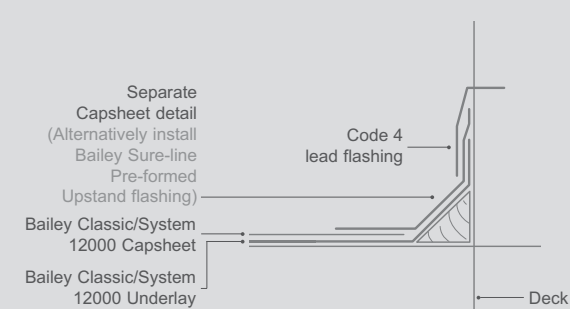 Separate
Capsheet detail
(Alternatively install
Bailey Sure-line
Pre-formed
Upstand flashing)
Code 4
lead flashing
Bailey Classic/System
12000 Capsheet
Bailey Classic/System
12000 Underlay
Deck